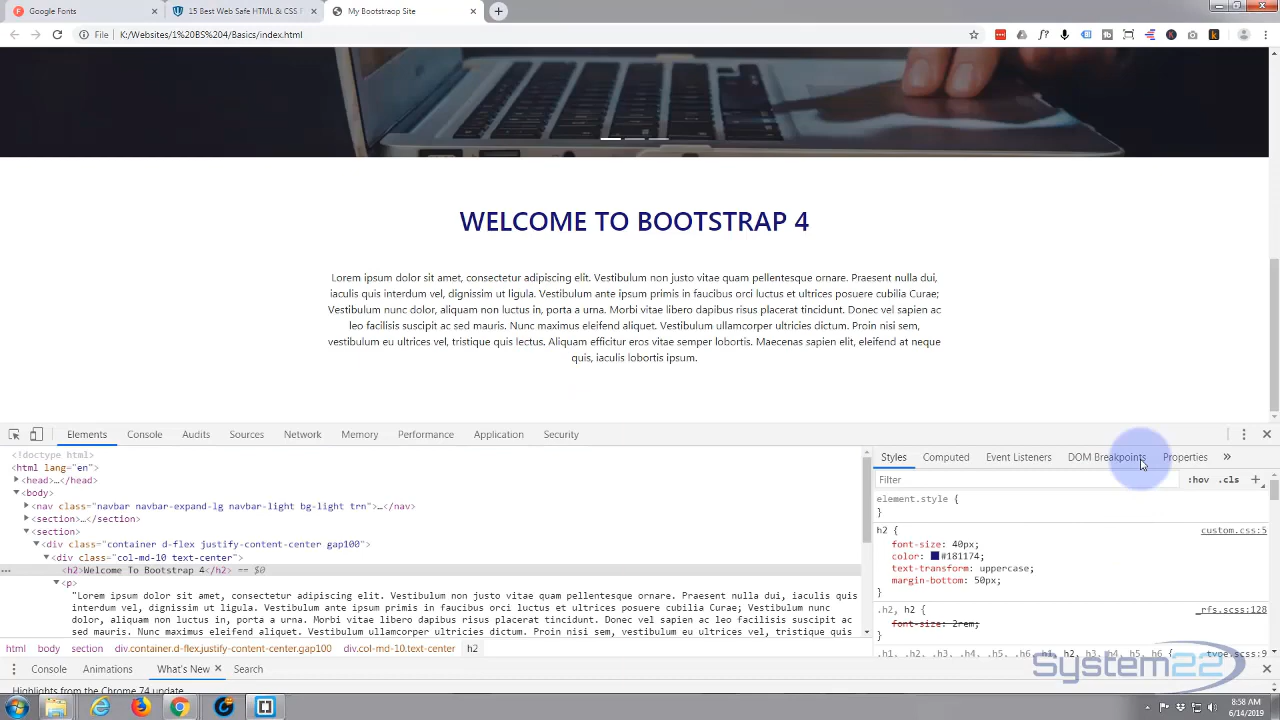 Google Fonts × 15 Best Web Safe HTML & CSS F × My Bootstraop Site × +
File K:/Websites/1%20BS%204/Basics/index.html
WELCOME TO BOOTSTRAP 4
Lorem ipsum dolor sit amet, consectetur adipiscing elit. Vestibulum non justo vitae quam pellentesque ornare. Praesent nulla dui,
iaculis quis interdum vel, dignissim ut ligula. Vestibulum ante ipsum primis in faucibus orci luctus et ultrices posuere cubilia Curae;
Vestibulum nunc dolor, aliquam non luctus in, porta a urna. Morbi vitae libero dapibus risus placerat tincidunt. Donec vel sapien ac
leo facilisis suscipit ac sed mauris. Nunc maximus eleifend aliquet. Vestibulum ullamcorper ultricies dictum. Proin nisi sem,
vestibulum eu ultrices vel, tristique quis lectus. Aliquam efficitur eros vitae semper lobortis. Maecenas sapien elit, eleifend at neque
quis, iaculis lobortis ipsum.
Elements Console Audits Sources Network Memory Performance Application Security
<!doctype html>
<html lang="en">
<head>…</head>
<body>
<nav class="navbar navbar-expand-lg navbar-light bg-light trn">…</nav>
<section>…</section>
<section>
<div class="container d-flex justify-content-center gap100">
<div class="col-md-10 text-center">
<h2>Welcome To Bootstrap 4</h2> == $0
<p>
"Lorem ipsum dolor sit amet, consectetur adipiscing elit. Vestibulum non justo vitae quam pellentesque ornare. Praesent nulla dui, iaculis quis
interdum vel, dignissim ut ligula. Vestibulum ante ipsum primis in faucibus orci luctus et ultrices posuere cubilia Curae; Vestibulum nunc
dolor, aliquam non luctus in, porta a urna. Morbi vitae libero dapibus risus placerat tincidunt. Donec vel sapien ac leo facilisis suscipit ac
sed mauris. Nunc maximus eleifend aliquet. Vestibulum ullamcorper ultricies dictum. Proin nisi sem, vestibulum eu ultrices vel, tristique quis
html body section div.container.d-flex.justify-content-center.gap100 div.col-md-10.text-center h2
Styles Computed Event Listeners DOM Breakpoints Properties »
Filter :hov .cls +
element.style {
}
h2 { custom.css:5
font-size: 40px;
color: #181174;
text-transform: uppercase;
margin-bottom: 50px;
}
.h2, h2 { _rfs.scss:128
font-size: 2rem;
}
.h1, .h2, .h3, .h4, .h5, .h6, h1, h2, h3, h4, h5, h6 { type.scss:9
System22
Console Animations What's New × Search
Highlights from the Chrome 74 update
8:58 AM
6/14/2019